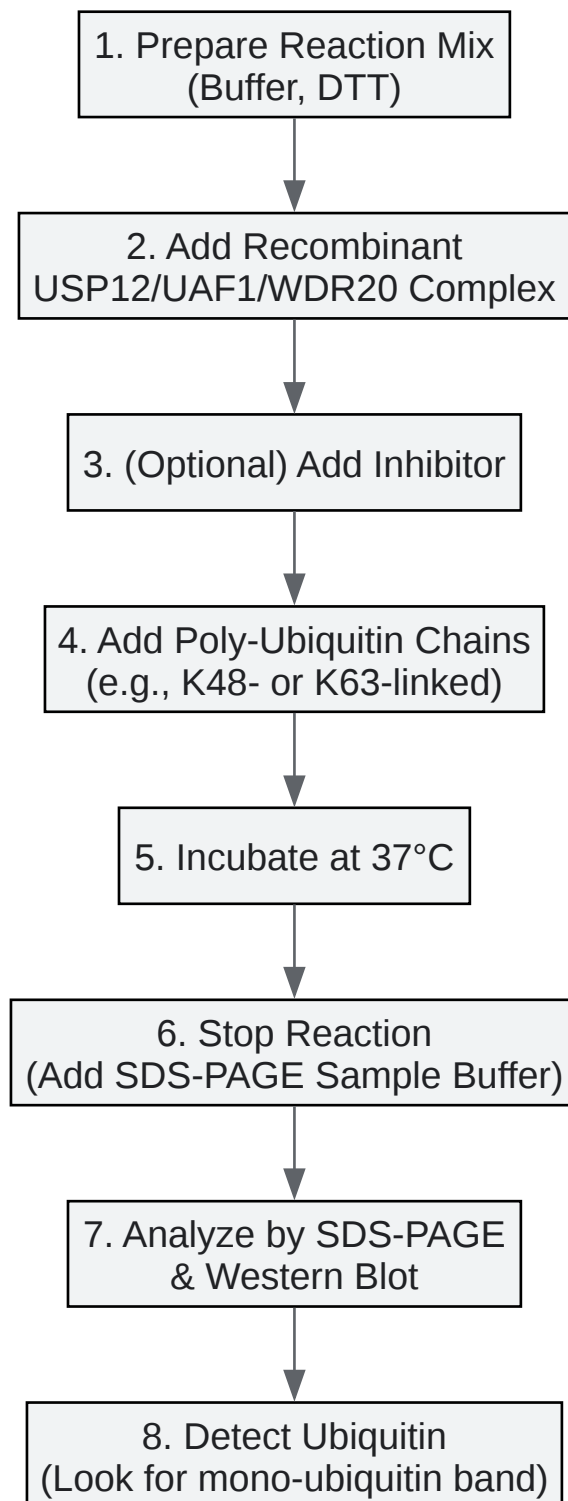 1. Prepare Reaction Mix
(Buffer, DTT)
2. Add Recombinant
USP12/UAF1/WDR20 Complex
3. (Optional) Add Inhibitor
4. Add Poly-Ubiquitin Chains
(e.g., K48- or K63-linked)
5. Incubate at 37°C
6. Stop Reaction
(Add SDS-PAGE Sample Buffer)
7. Analyze by SDS-PAGE
& Western Blot
8. Detect Ubiquitin
(Look for mono-ubiquitin band)